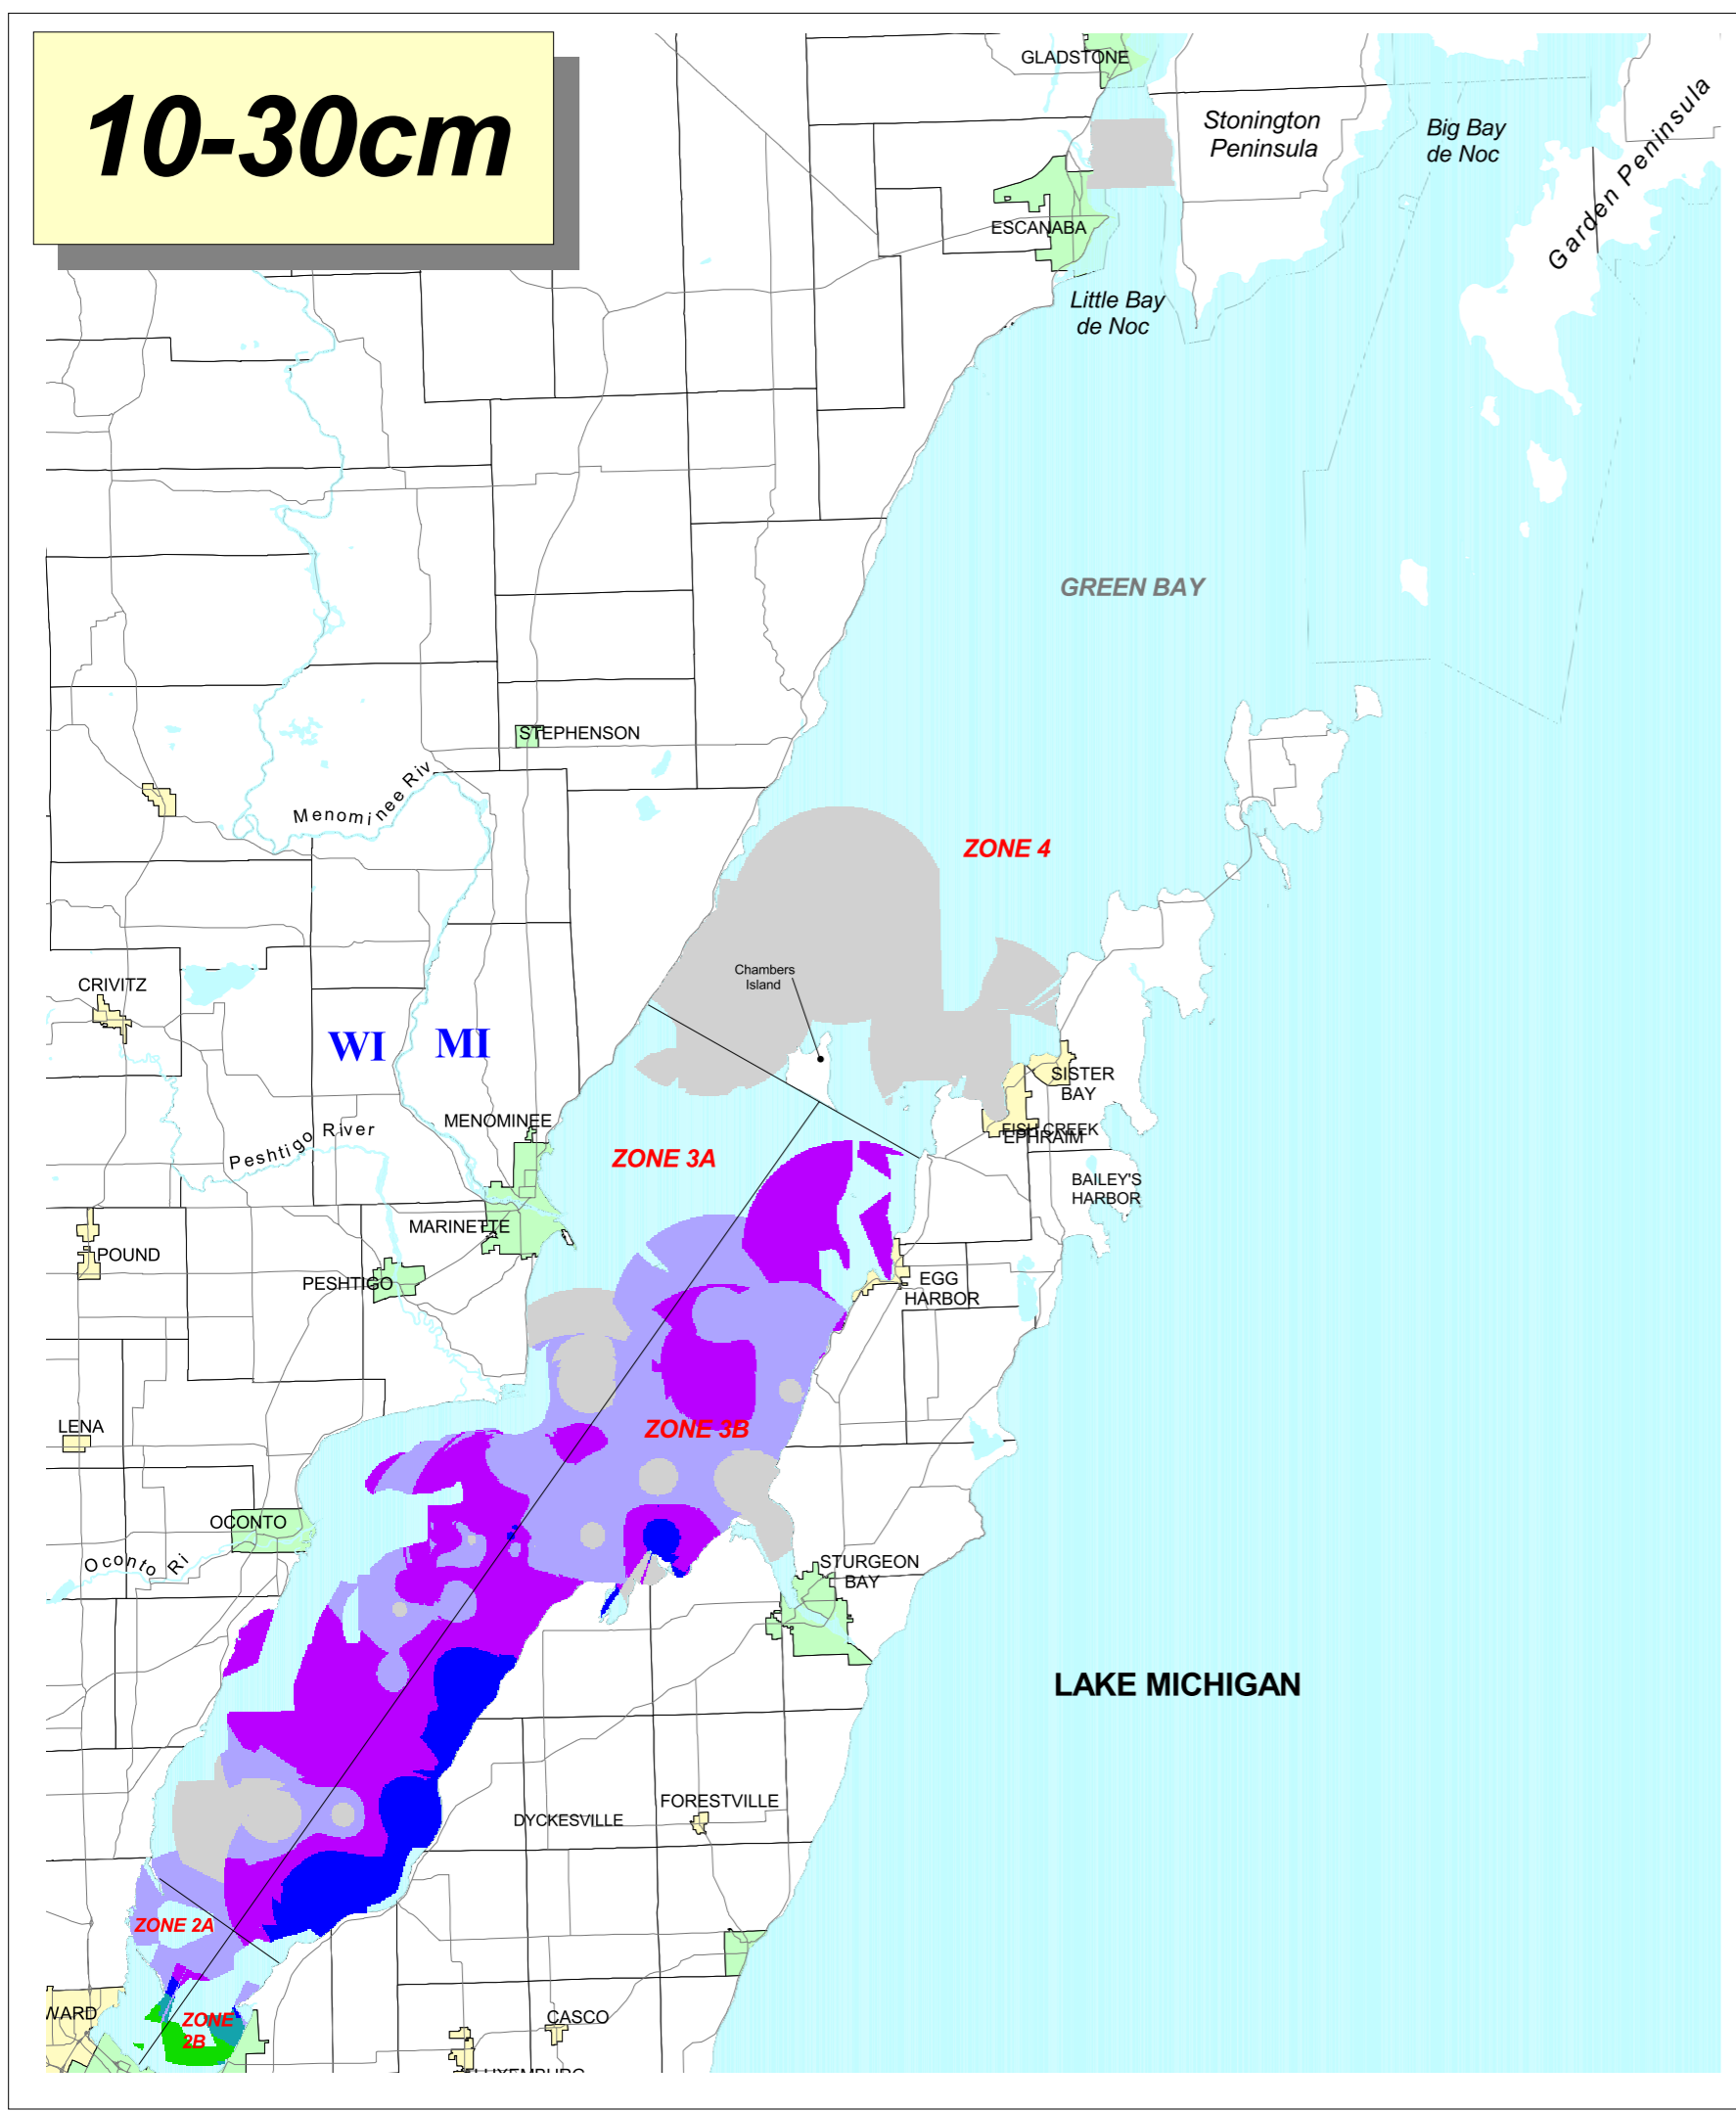 10-30cm
GLADSTONE
Stonington
Peninsula
Big Bay
de Noc
Garden Peninsula
ESCANABA
Little Bay
de Noc
GREEN BAY
STEPHENSON
Menominee Riv
ZONE 4
Chambers
Island
CRIVITZ
WI
MI
SISTER
BAY
MENOMINEE
FISH CREEK
EPHRAIM
Peshtigo River
ZONE 3A
BAILEY'S
HARBOR
MARINETTE
POUND
PESHTIGO
EGG
HARBOR
LENA
ZONE 3B
OCONTO
Oconto Ri
STURGEON
BAY
LAKE MICHIGAN
FORESTVILLE
DYCKESVILLE
ZONE 2A
WARD
ZONE
2B
CASCO
LUXEMBURG